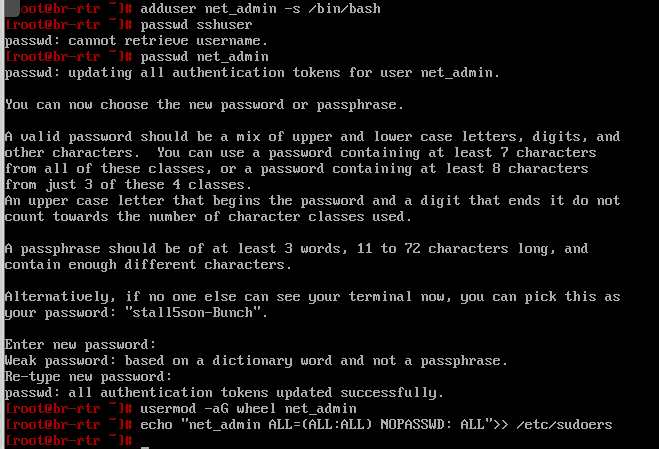 [root@br-rtr ~]# adduser net_admin -s /bin/bash
[root@br-rtr ~]# passwd sshuser
passwd: cannot retrieve username.
[root@br-rtr ~]# passwd net_admin
passwd: updating all authentication tokens for user net_admin.
You can now choose the new password or passphrase.
A valid password should be a mix of upper and lower case letters, digits, and
other characters.  You can use a password containing at least 7 characters
from all of these classes, or a password containing at least 8 characters
from just 3 of these 4 classes.
An upper case letter that begins the password and a digit that ends it do not
count towards the number of character classes used.
A passphrase should be of at least 3 words, 11 to 72 characters long, and
contain enough different characters.
Alternatively, if no one else can see your terminal now, you can pick this as
your password: "stall5son-Bunch".
Enter new password:
Weak password: based on a dictionary word and not a passphrase.
Re-type new password:
passwd: all authentication tokens updated successfully.
[root@br-rtr ~]# usermod -aG wheel net_admin
[root@br-rtr ~]# echo "net_admin ALL=(ALL:ALL) NOPASSWD: ALL">> /etc/sudoers
[root@br-rtr ~]#